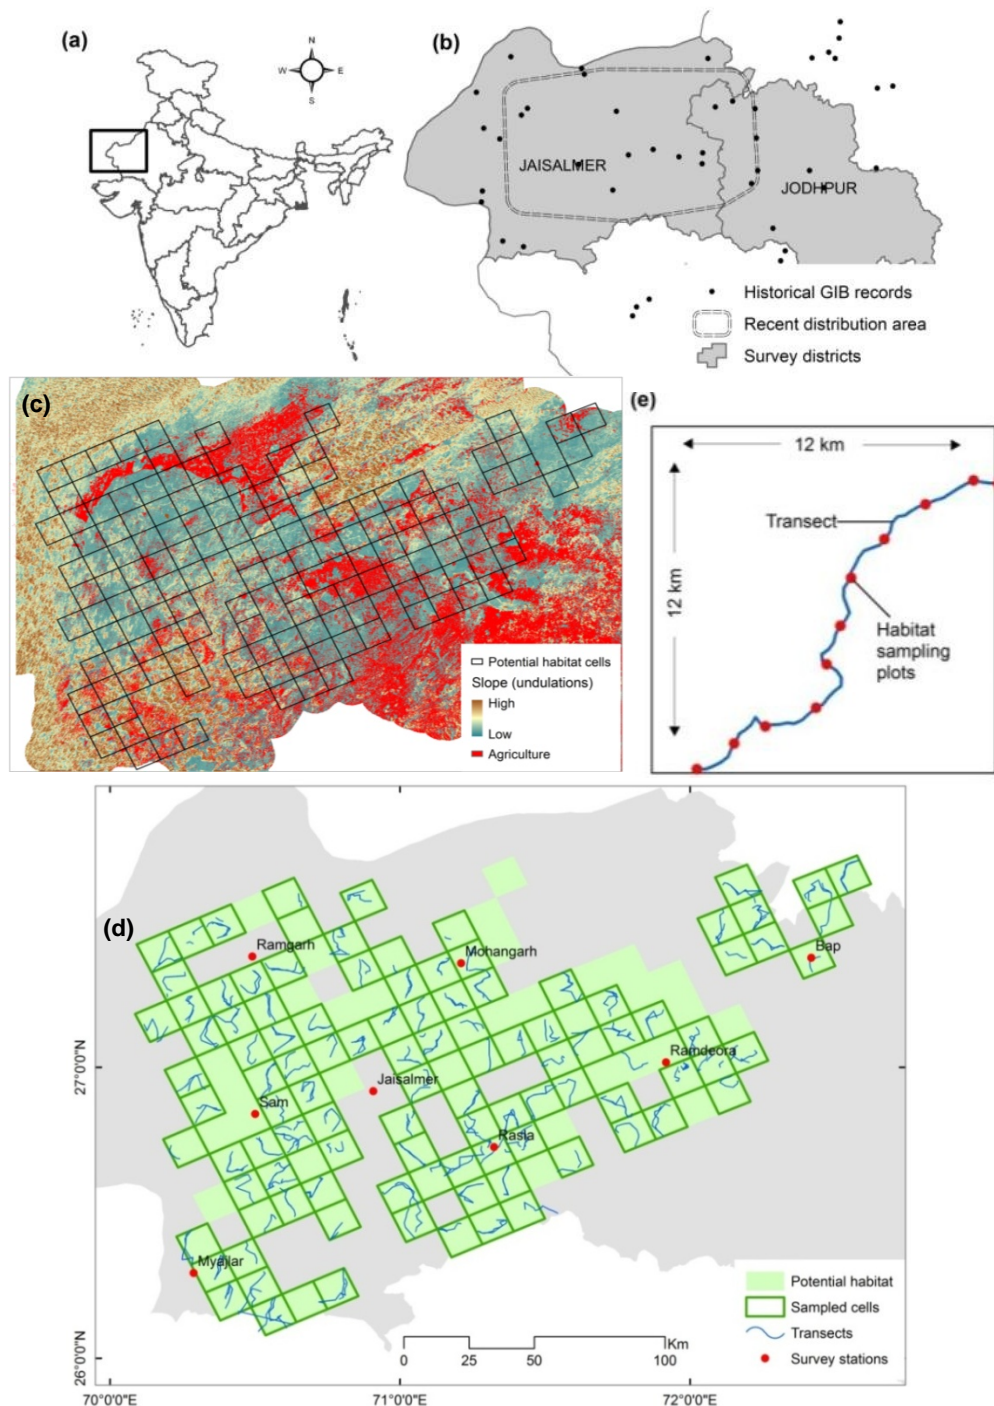 (a)
N
W
E
S
(b)
JAISALMER
JODHPUR
Historical GIB records
Recent distribution area
Survey districts
(c)
Potential habitat cells
Slope (undulations)
High
Low
Agriculture
(e)
12 km
12 km
Transect
Habitat
sampling
plots
(d)
Ramgarh
Mohangarh
Bap
Ramdeora
Jaisalmer
Sam
Rasla
Myajlar
27°0'0"N
26°0'0"N
Potential habitat
Sampled cells
Transects
Survey stations
Km
0
25
50
100
70°0'0"E
71°0'0"E
72°0'0"E